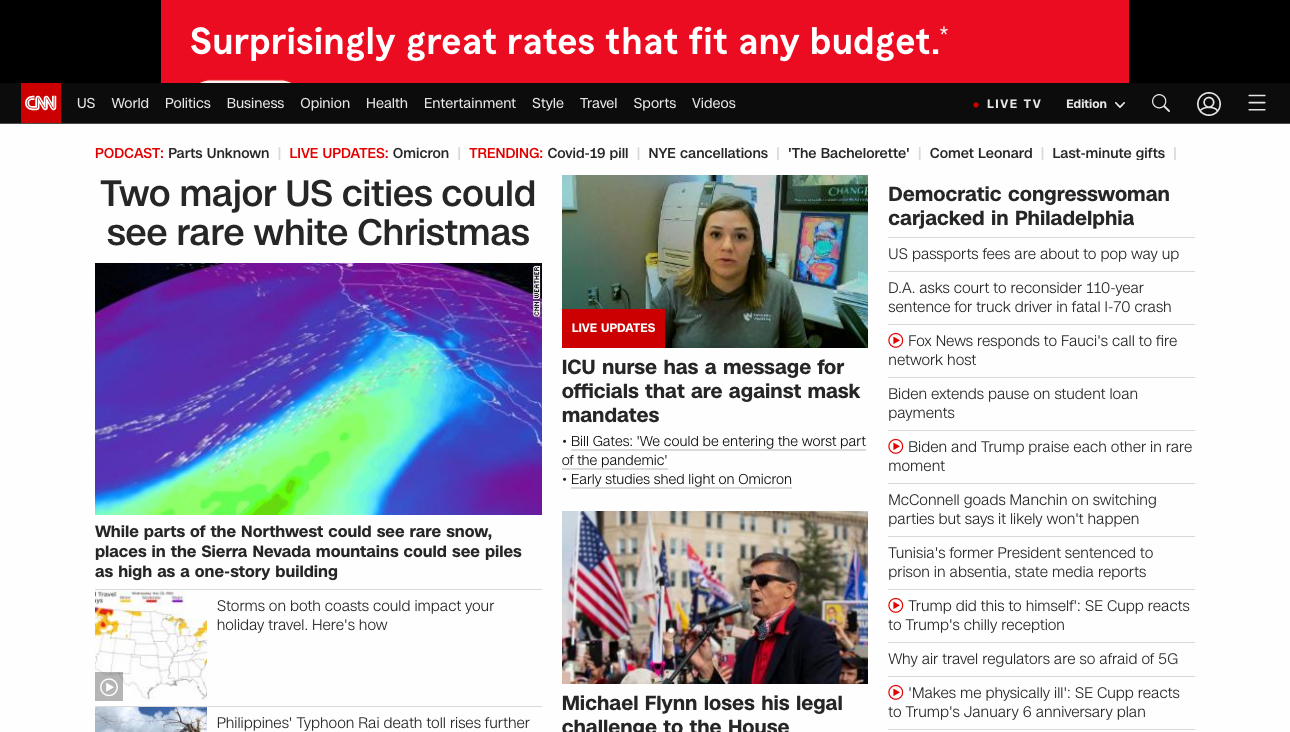 Surprisingly great rates that fit any budget.*
CNN US World Politics Business Opinion Health Entertainment Style Travel Sports Videos LIVE TV Edition
PODCAST: Parts Unknown | LIVE UPDATES: Omicron | TRENDING: Covid-19 pill | NYE cancellations | 'The Bachelorette' | Comet Leonard | Last-minute gifts |
Two major US cities could
see rare white Christmas
CNN WEATHER
While parts of the Northwest could see rare snow,
places in the Sierra Nevada mountains could see piles
as high as a one-story building
Storms on both coasts could impact your
holiday travel. Here's how
Philippines' Typhoon Rai death toll rises further
CHANGE
LIVE UPDATES
ICU nurse has a message for
officials that are against mask
mandates
• Bill Gates: 'We could be entering the worst part
of the pandemic'
• Early studies shed light on Omicron
Michael Flynn loses his legal
challenge to the House
Democratic congresswoman
carjacked in Philadelphia
US passports fees are about to pop way up
D.A. asks court to reconsider 110-year
sentence for truck driver in fatal I-70 crash
Fox News responds to Fauci's call to fire
network host
Biden extends pause on student loan
payments
Biden and Trump praise each other in rare
moment
McConnell goads Manchin on switching
parties but says it likely won't happen
Tunisia's former President sentenced to
prison in absentia, state media reports
Trump did this to himself': SE Cupp reacts
to Trump's chilly reception
Why air travel regulators are so afraid of 5G
'Makes me physically ill': SE Cupp reacts
to Trump's January 6 anniversary plan